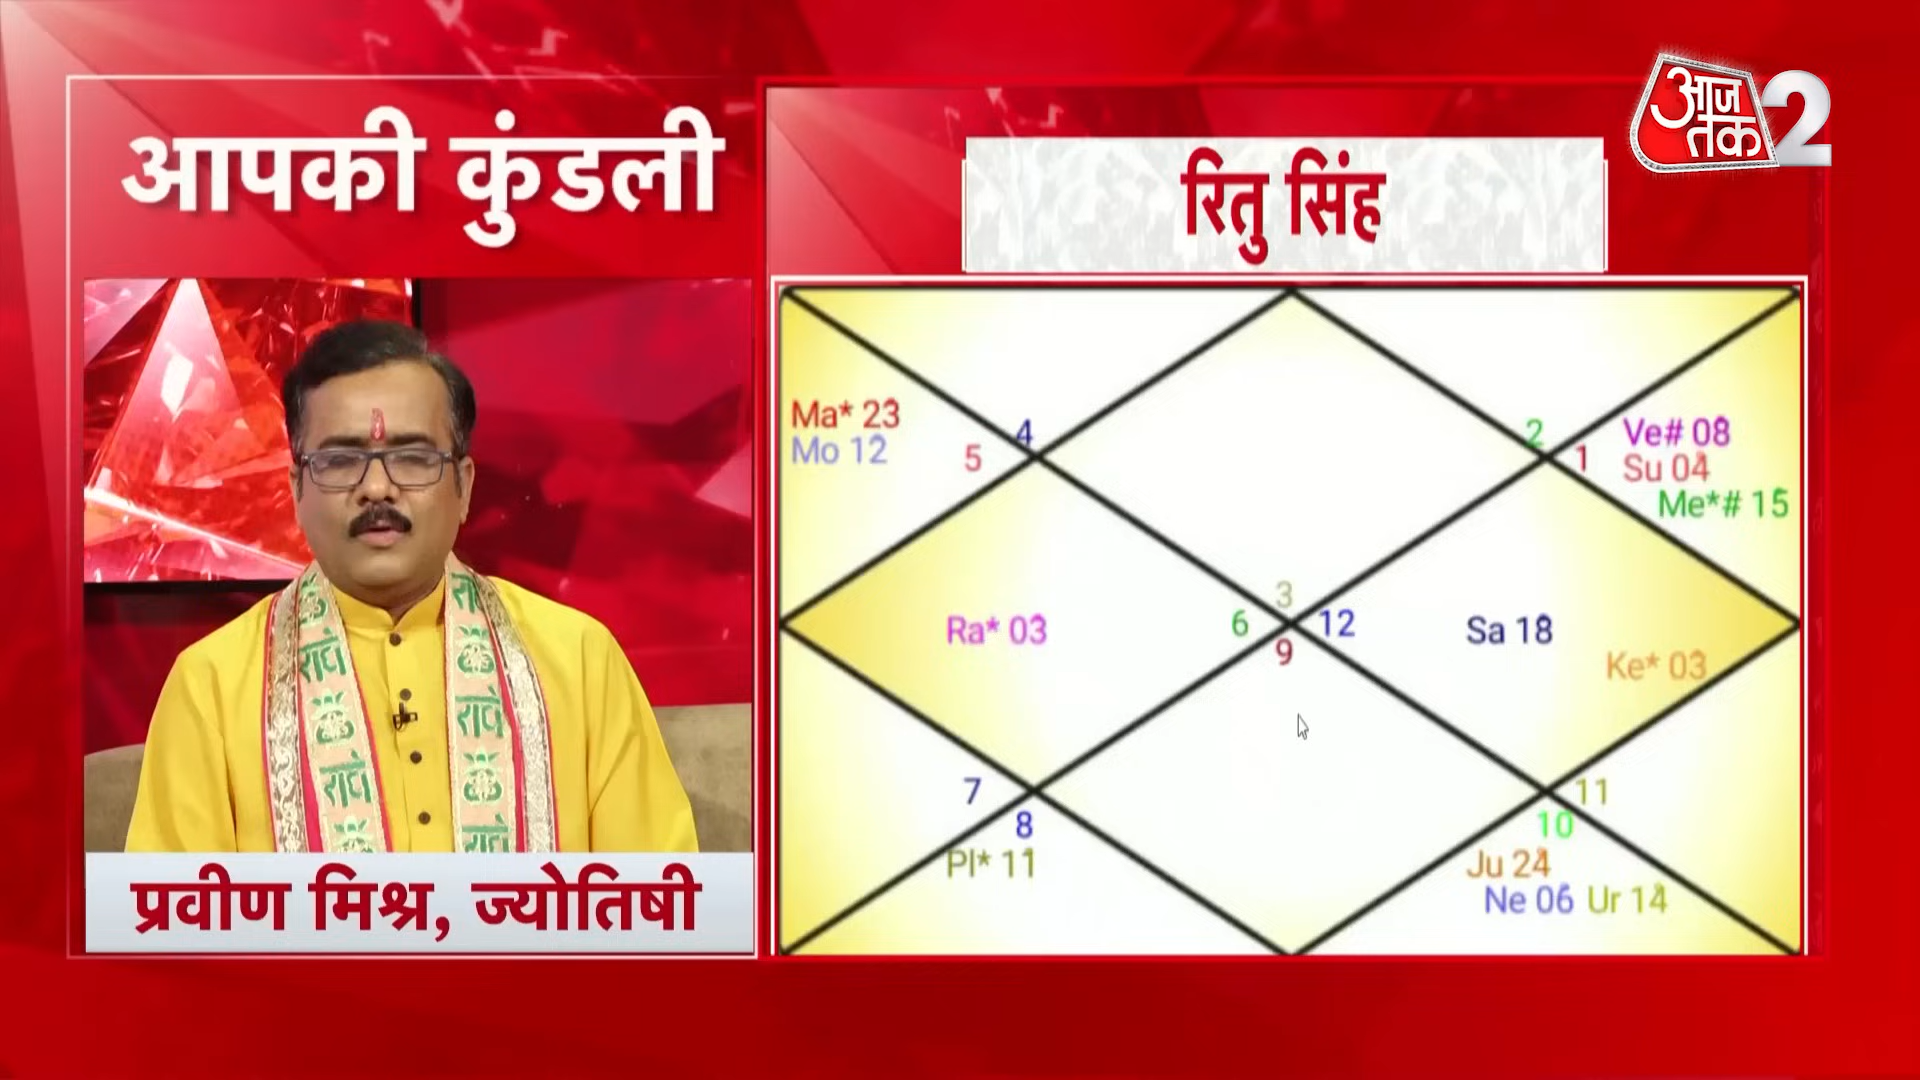 आपकी कुंडली
आज
तक 2
रितु सिंह
Ma* 23
Mo 12
5
4
2
1
Ve# 08
Su 04
Me*# 15
Ra* 03
6
3
12
9
Sa 18
Ke* 03
7
8
Pl* 11
11
10
Ju 24
Ne 06 Ur 14
प्रवीण मिश्र, ज्योतिषी